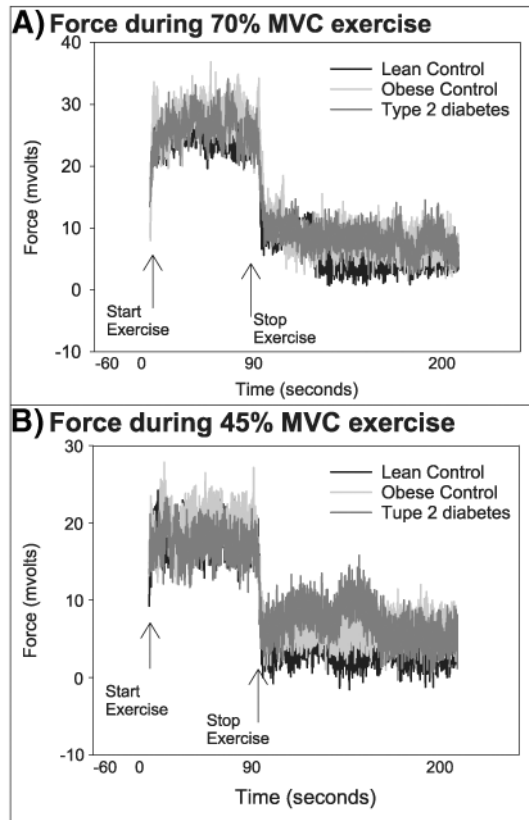 A) Force during 70% MVC exercise
40
30
20
10
0
-10
Force (mvolts)
Lean Control
Obese Control
Type 2 diabetes
Start
Exercise
Stop
Exercise
-60 0 90 200
Time (seconds)
B) Force during 45% MVC exercise
30
20
10
0
-10
Force (mvolts)
Lean Control
Obese Control
Tupe 2 diabetes
Start
Exercise
Stop
Exercise
-60 0 90 200
Time (seconds)